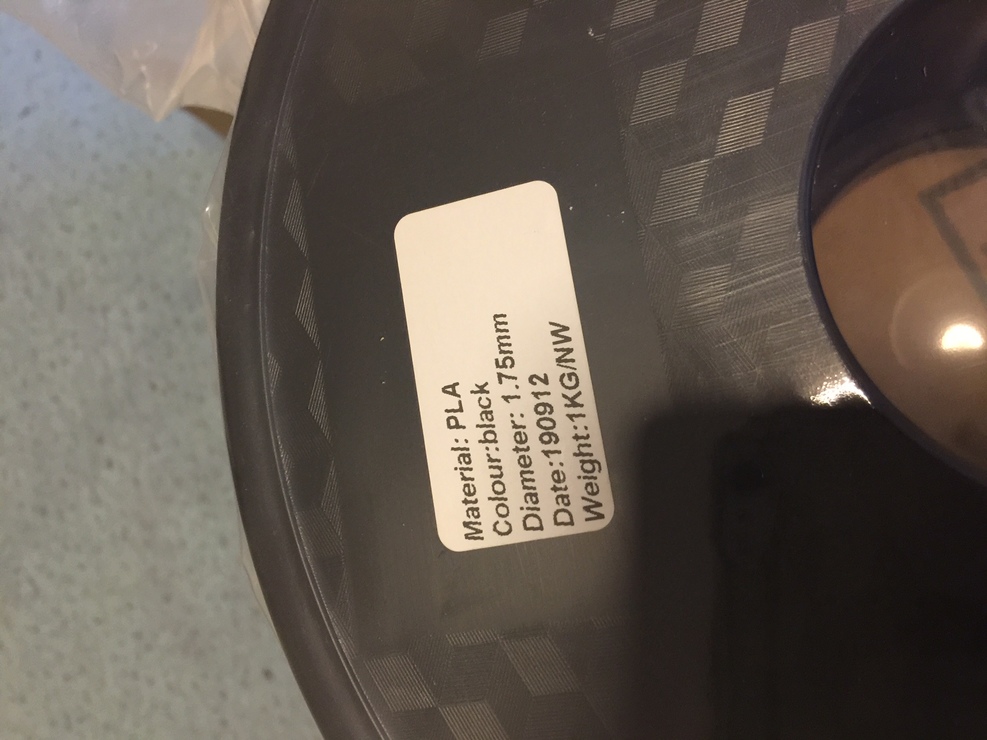 Material: PLA
Colour:black
Diameter: 1.75mm
Date:190912
Weight:1KG/NW